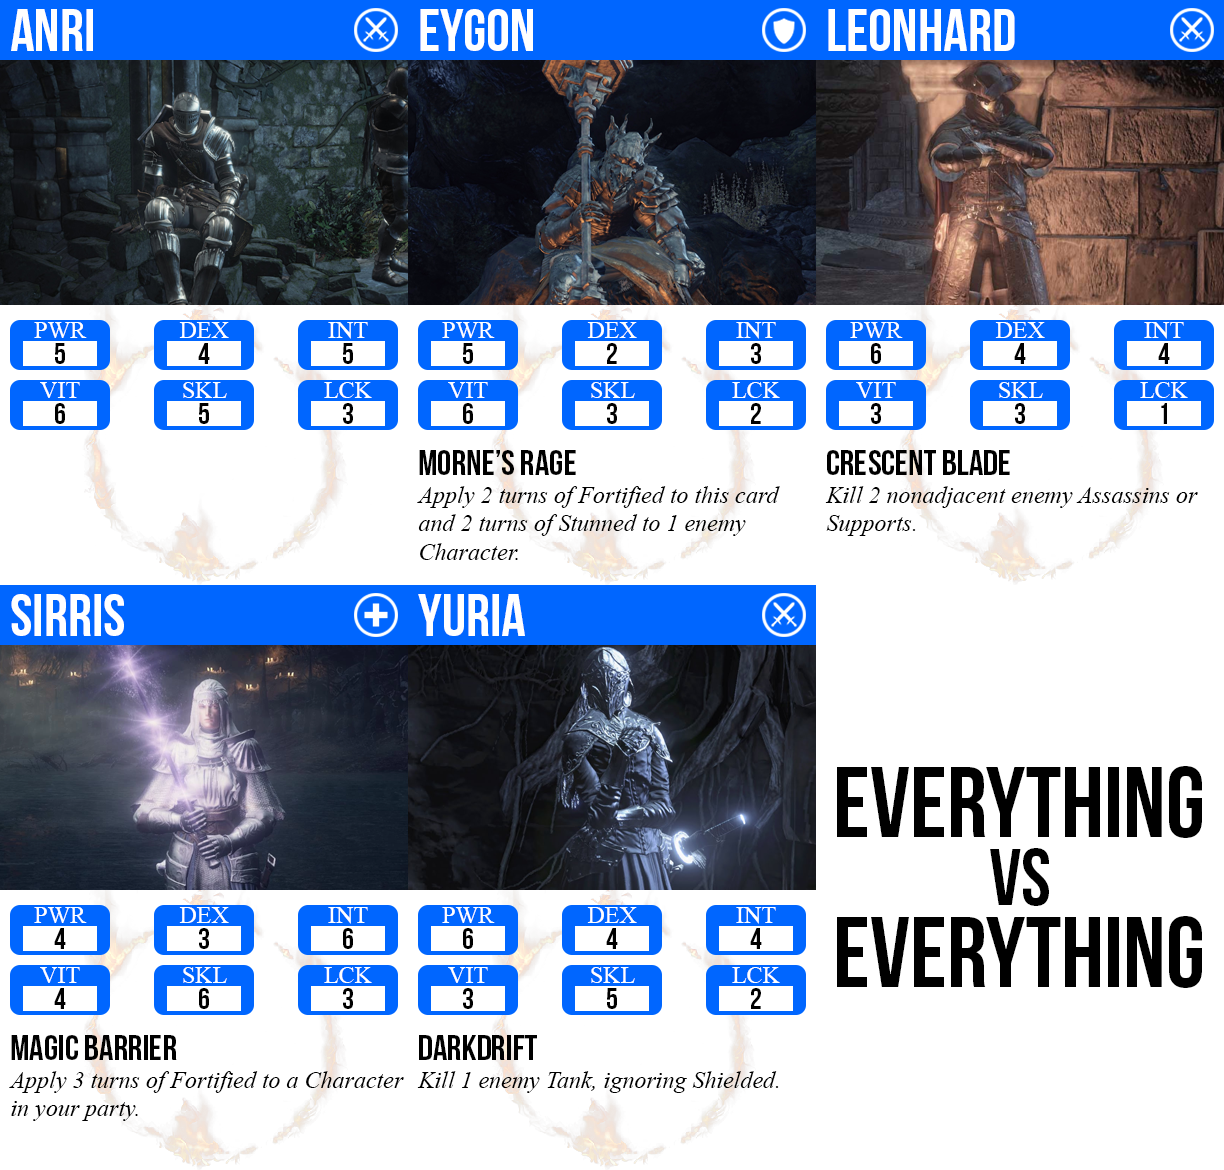 ANRI
PWR
5
DEX
4
INT
5
VIT
6
SKL
5
LCK
3
EYGON
PWR
5
DEX
2
INT
3
VIT
6
SKL
3
LCK
2
MORNE'S RAGE
Apply 2 turns of Fortified to this card
and 2 turns of Stunned to 1 enemy
Character.
LEONHARD
PWR
6
DEX
4
INT
4
VIT
3
SKL
3
LCK
1
CRESCENT BLADE
Kill 2 nonadjacent enemy Assassins or
Supports.
SIRRIS
PWR
4
DEX
3
INT
6
VIT
4
SKL
6
LCK
3
MAGIC BARRIER
Apply 3 turns of Fortified to a Character
in your party.
YURIA
PWR
6
DEX
4
INT
4
VIT
3
SKL
5
LCK
2
DARKDRIFT
Kill 1 enemy Tank, ignoring Shielded.
EVERYTHING
VS
EVERYTHING